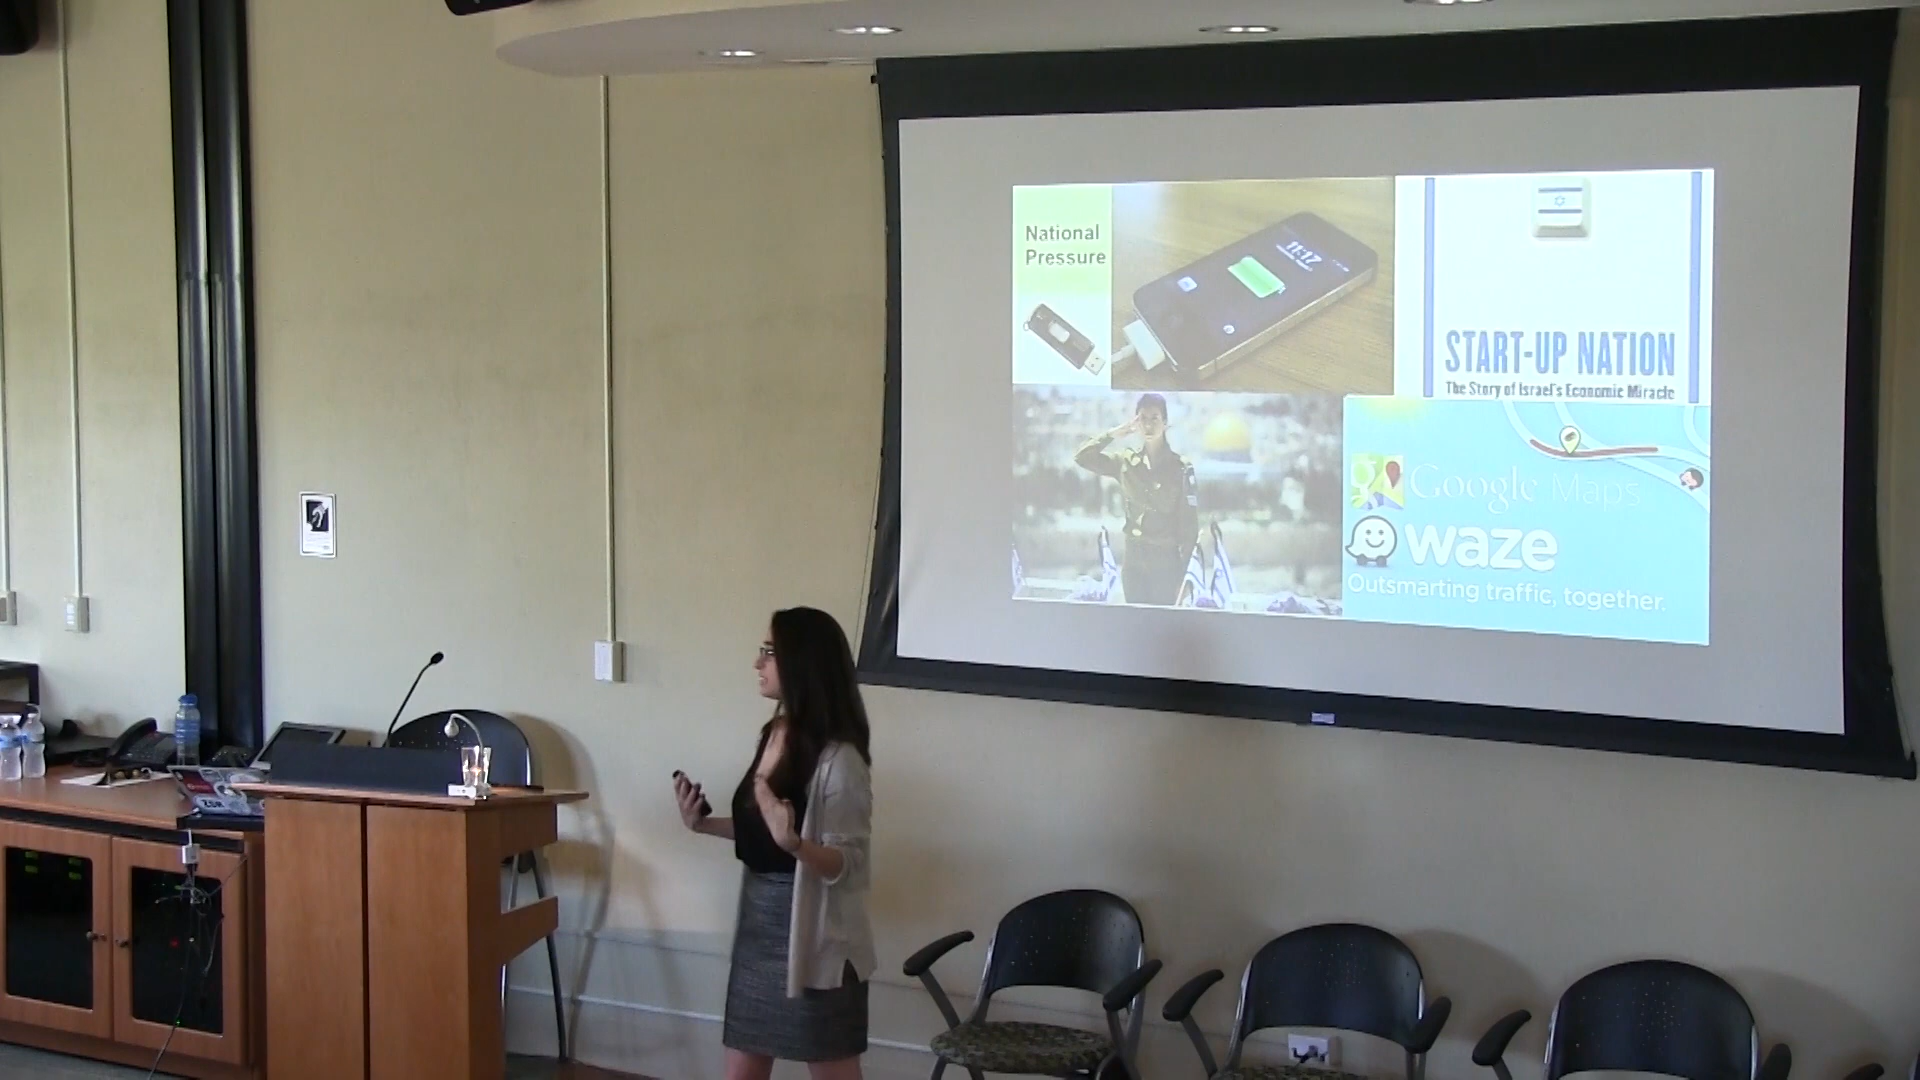 National
Pressure
11:17
START-UP NATION
The Story of Israel's Economic Miracle
Google Maps
waze
Outsmarting traffic, together.